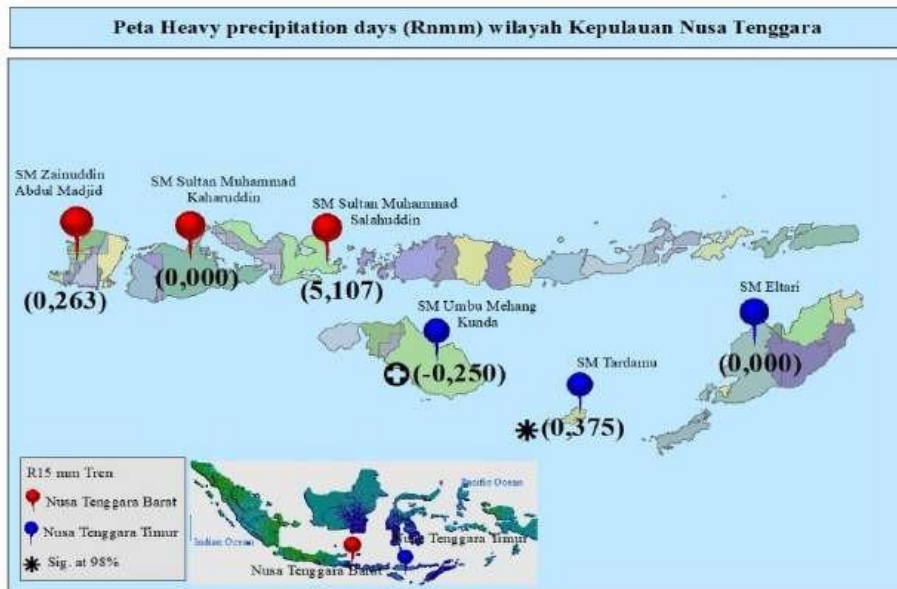 Peta Heavy precipitation days (Rnmm) wilayah Kepulauan Nusa Tenggara
SM Zainuddin
Abdul Madjid
SM Sultan Muhammad
Kaharuddin
SM Sultan Muhammad
Salahuddin
(0,263)
(0,000)
(5,107)
SM Umbu Mehang
Kunda
(-0,250)
SM Tardamu
(0,375)
SM Eltari
(0,000)
R15 mm Tren
Nusa Tenggara Barat
Nusa Tenggara Timur
Sig. at 98%
Pacific Ocean
Indian Ocean
Nusa Tenggara Timur
Nusa Tenggara Barat